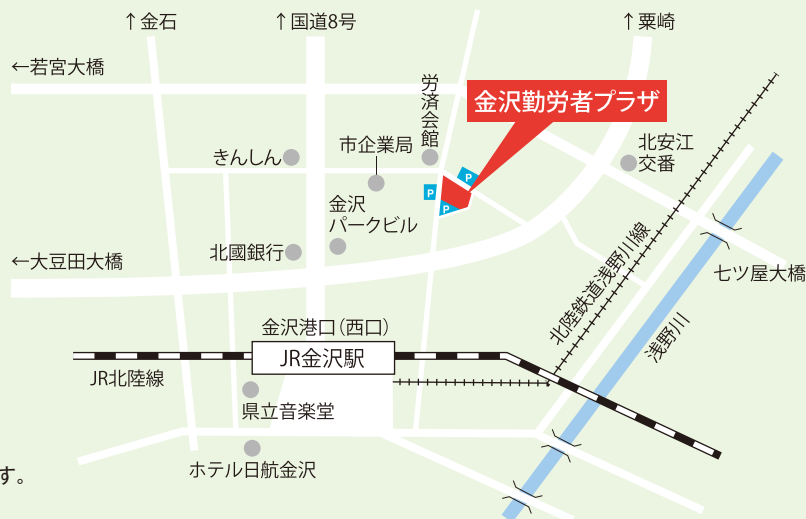 ↑金石
↑国道8号
↑粟崎
←若宮大橋
労済会館
金沢勤労者プラザ
きんしん
市企業局
北安江
交番
P
P
P
金沢
パークビル
北國銀行
←大豆田大橋
北陸鉄道浅野川線
七ツ屋大橋
浅野川
金沢港口（西口）
JR金沢駅
JR北陸線
県立音楽堂
ホテル日航金沢
す。